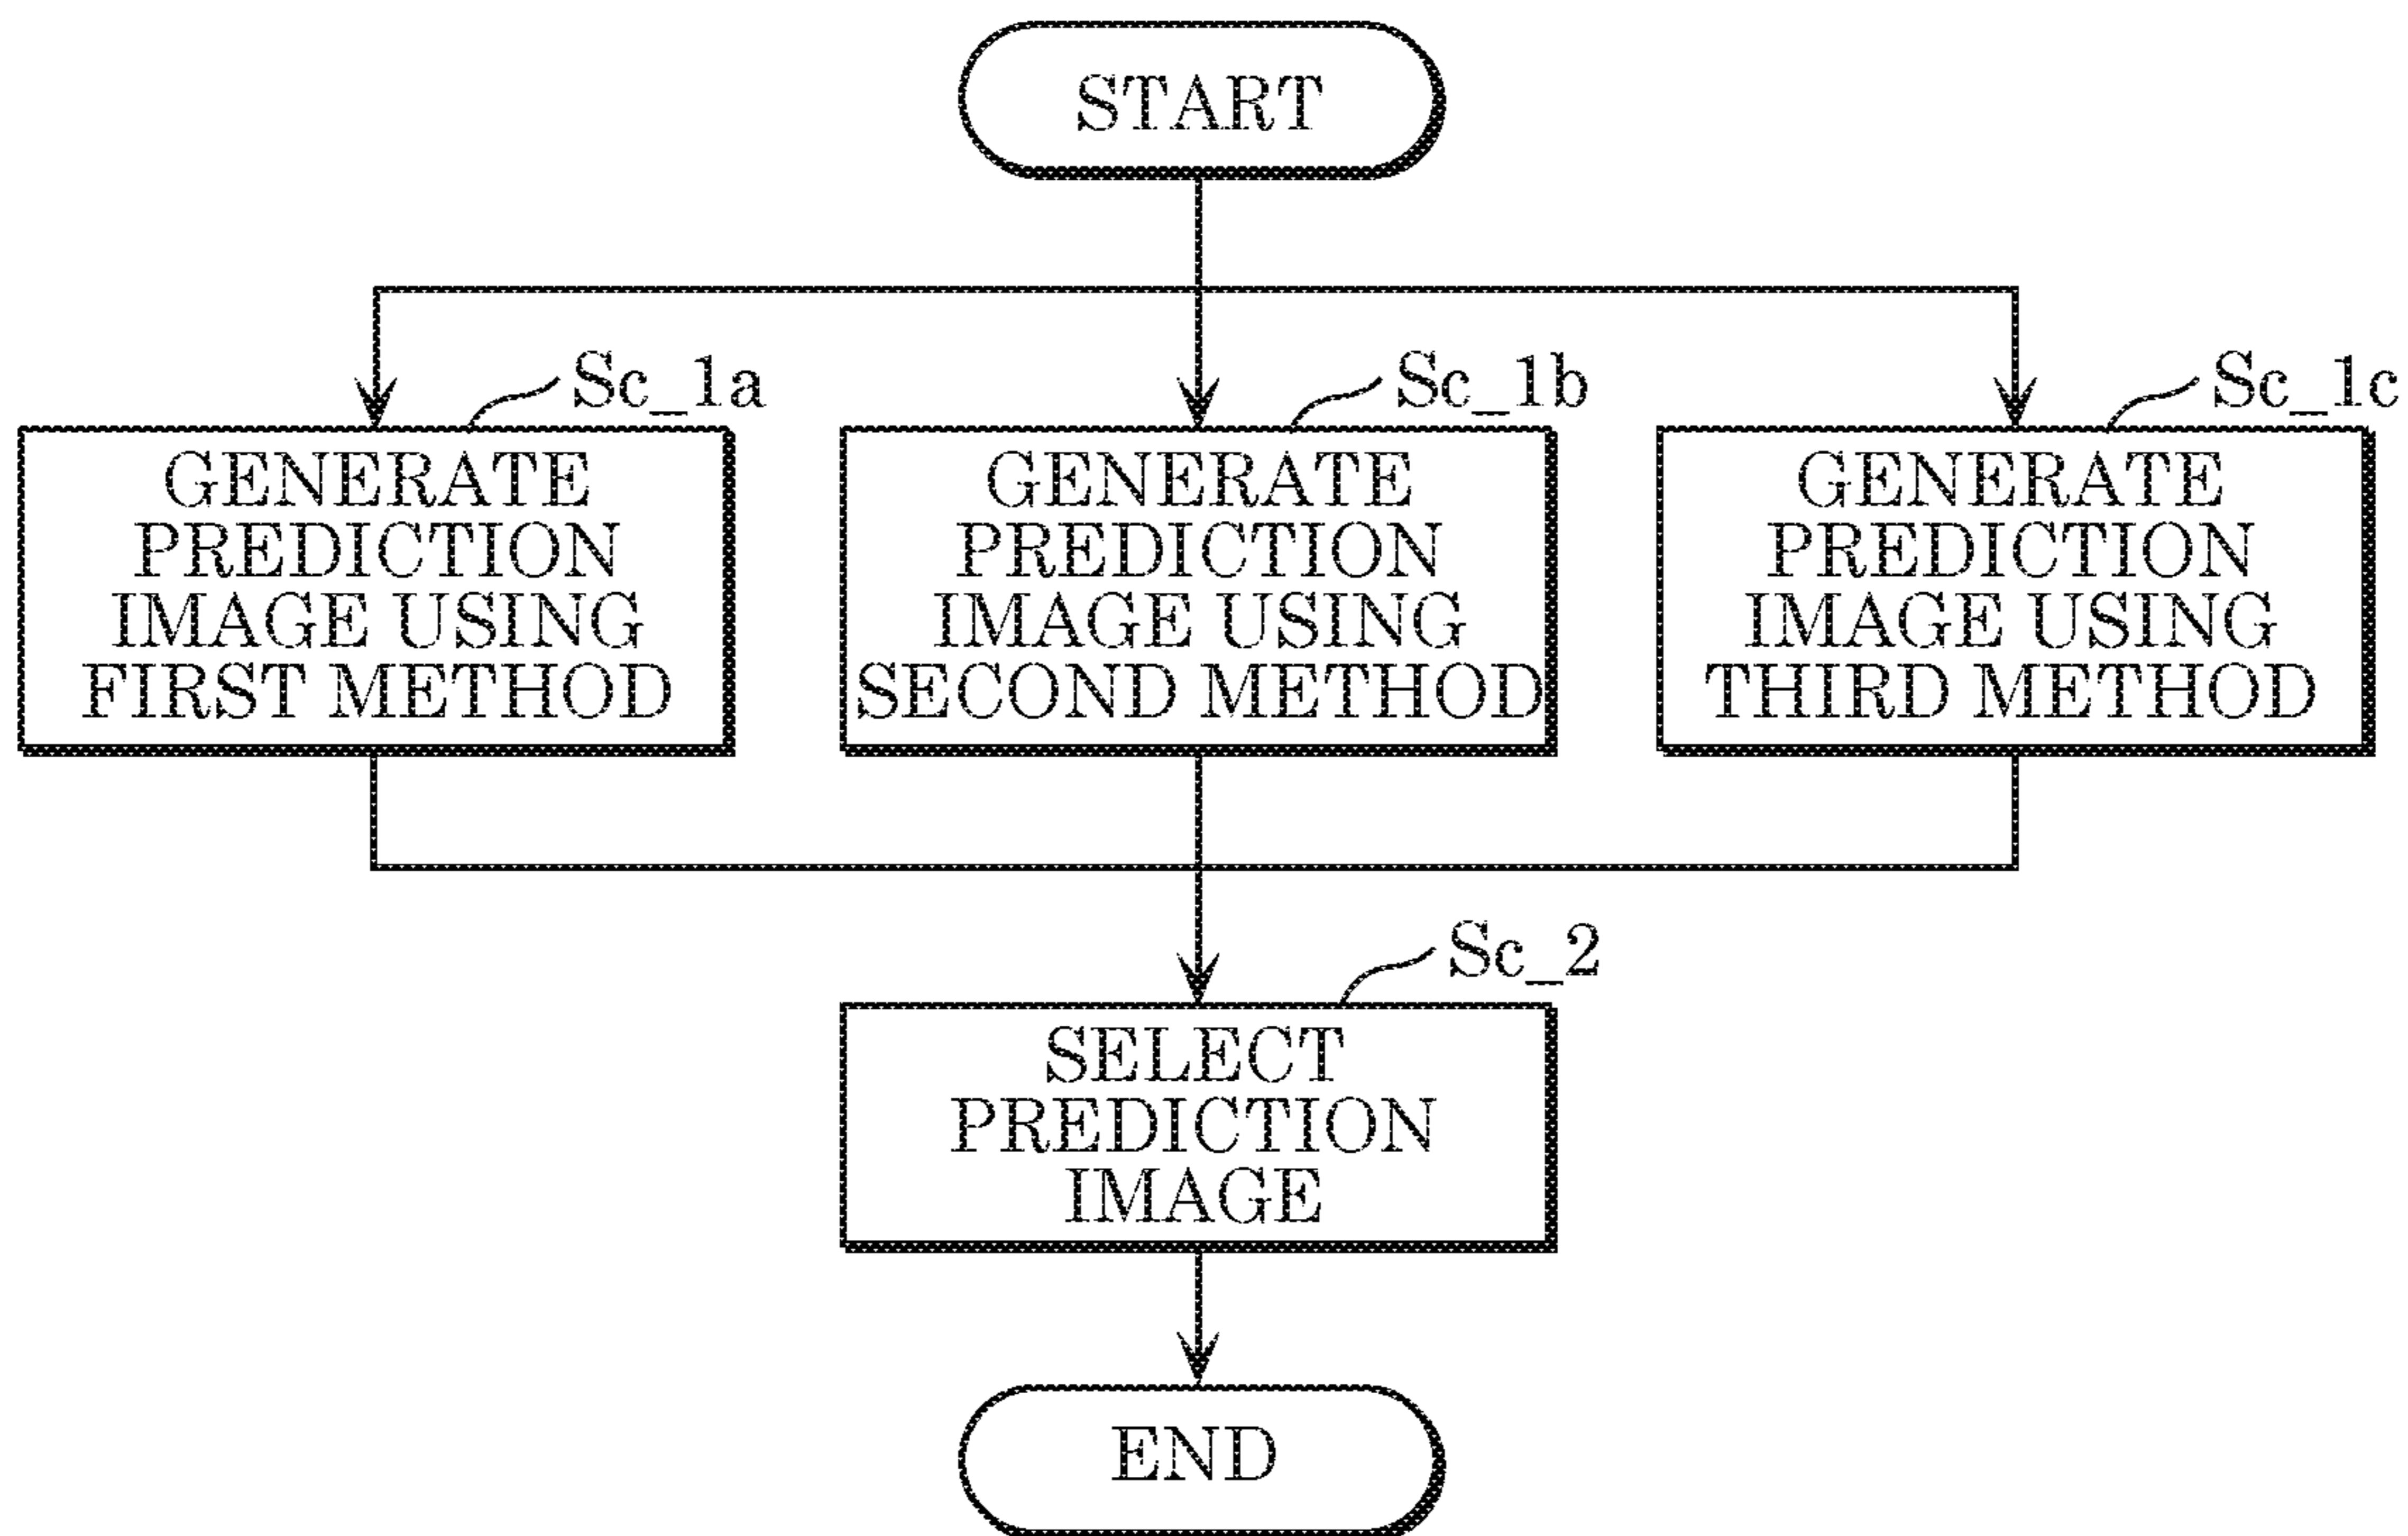 START
Sc_1a
GENERATE
PREDICTION
IMAGE USING
FIRST METHOD
Sc_1b
GENERATE
PREDICTION
IMAGE USING
SECOND METHOD
Sc_1c
GENERATE
PREDICTION
IMAGE USING
THIRD METHOD
Sc_2
SELECT
PREDICTION
IMAGE
END